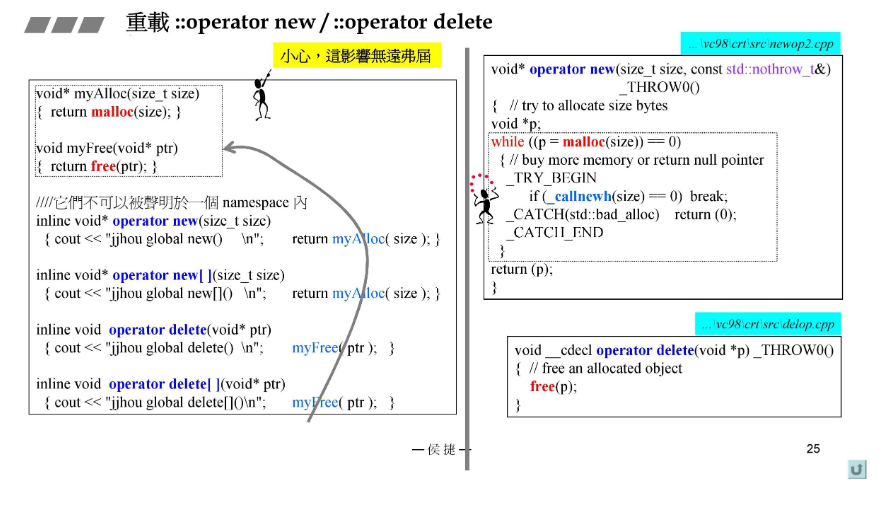 重載 ::operator new / ::operator delete
小心，這影響無遠弗屆
void* myAlloc(size_t size)
{ return malloc(size); }
void myFree(void* ptr)
{ return free(ptr); }
////它們不可以被聲明於一個 namespace 內
inline void* operator new(size_t size)
{ cout << "jjhou global new() \n"; return myAlloc( size ); }
inline void* operator new[ ](size_t size)
{ cout << "jjhou global new[]() \n"; return myAlloc( size ); }
inline void operator delete(void* ptr)
{ cout << "jjhou global delete() \n"; myFree( ptr ); }
inline void operator delete[ ](void* ptr)
{ cout << "jjhou global delete[]()\n"; myFree( ptr ); }
...\vc98\crt\src\newop2.cpp
void* operator new(size_t size, const std::nothrow_t&)
_THROW0()
{ // try to allocate size bytes
void *p;
while ((p = malloc(size)) == 0)
{ // buy more memory or return null pointer
_TRY_BEGIN
if (_callnewh(size) == 0) break;
_CATCH(std::bad_alloc) return (0);
_CATCH_END
}
return (p);
}
...\vc98\crt\src\delop.cpp
void __cdecl operator delete(void *p) _THROW0()
{ // free an allocated object
free(p);
}
— 侯捷 —
25